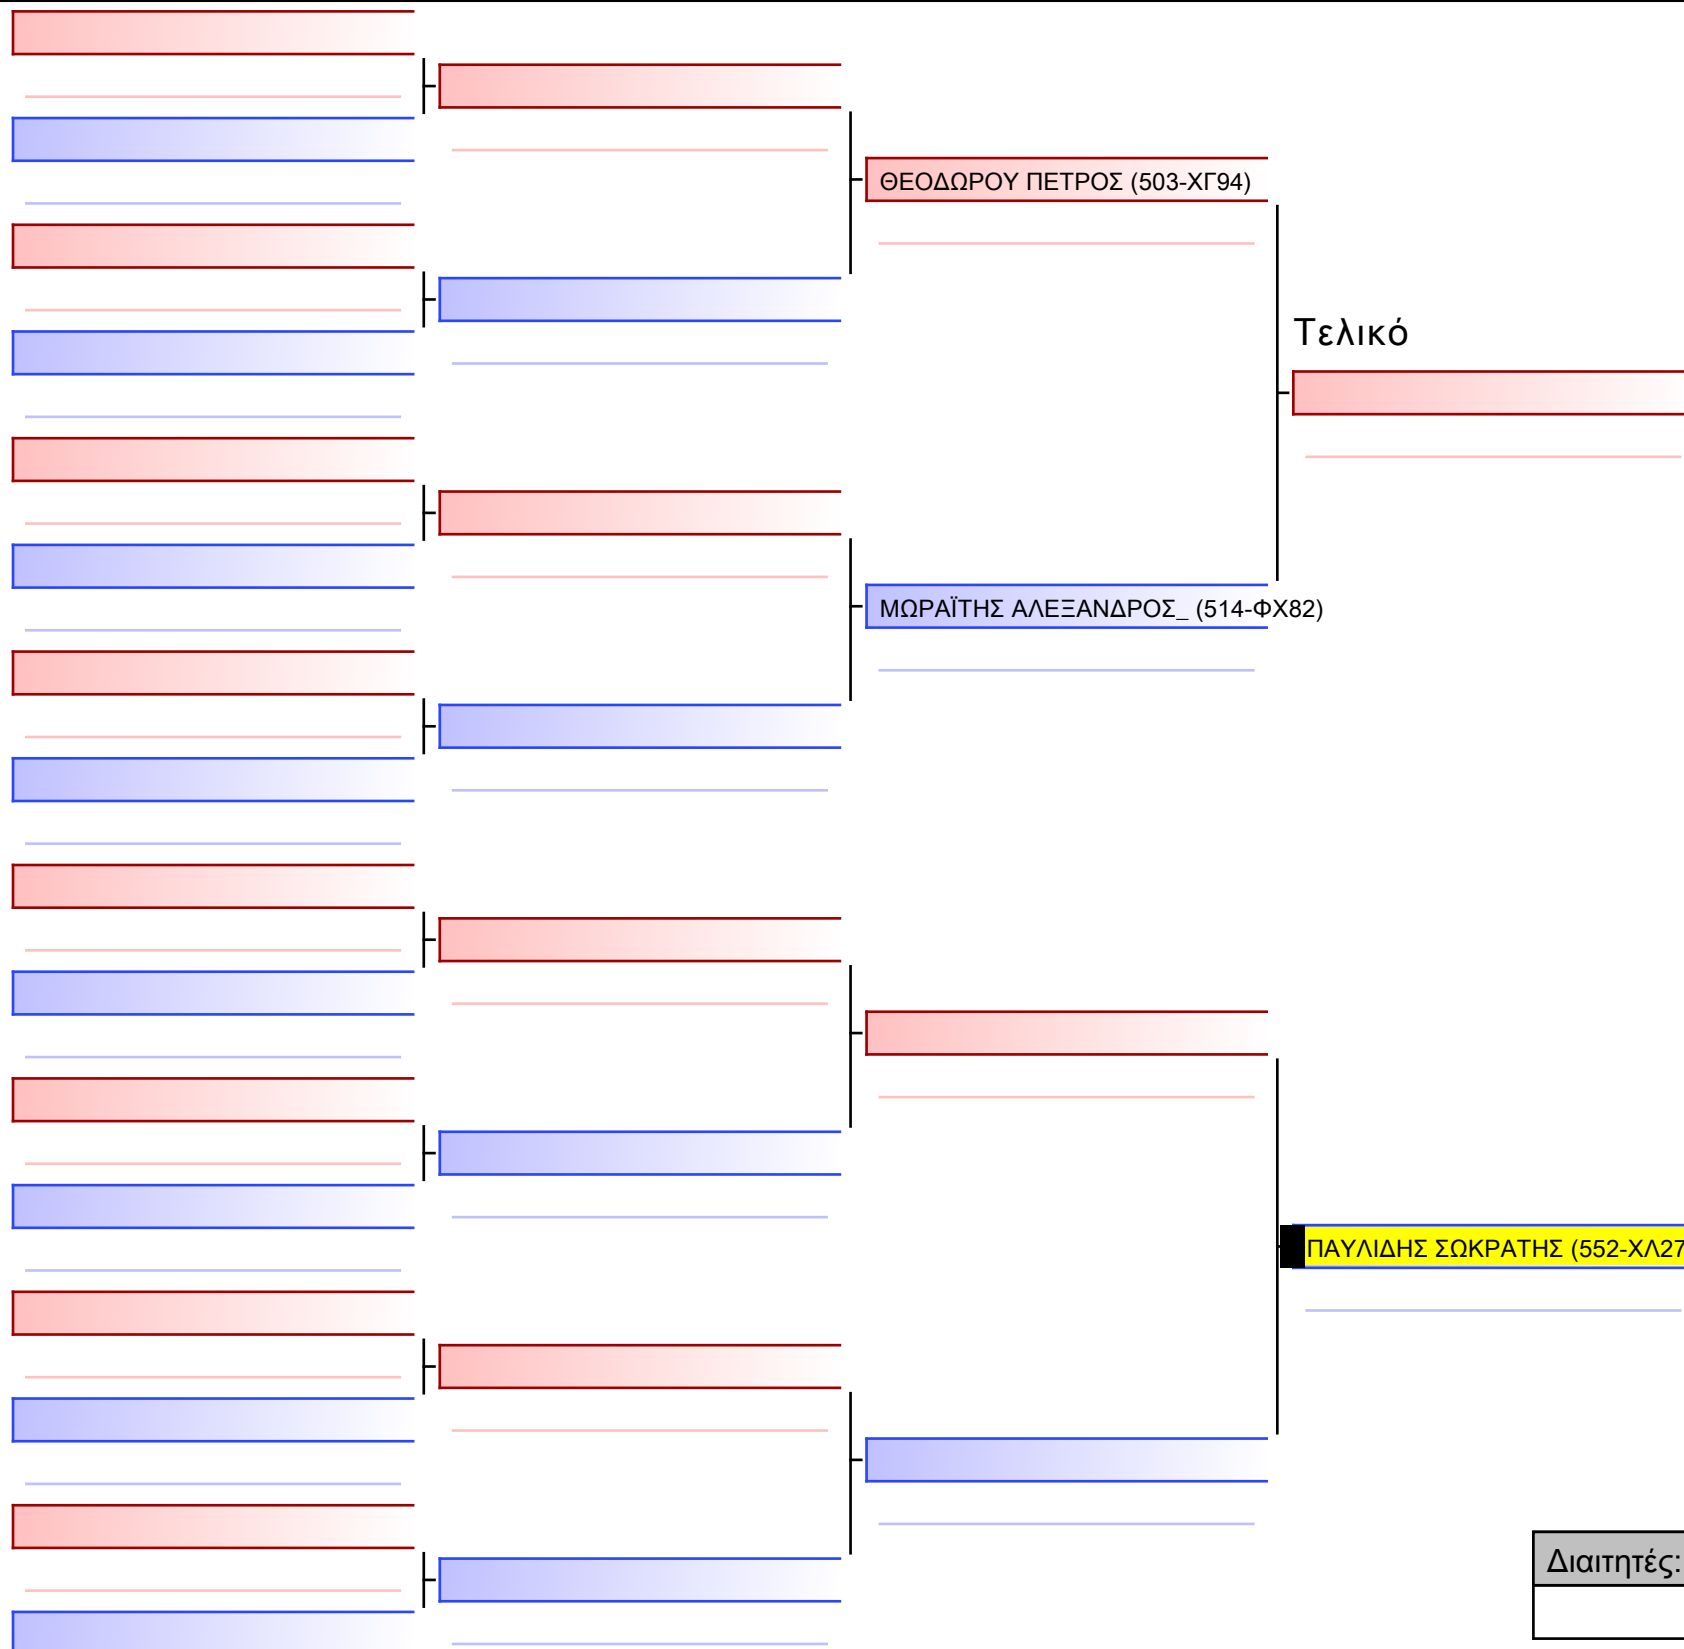 ΘΕΟΔΩΡΟΥ ΠΕΤΡΟΣ (503-ΧΓ94)
Τελικό
ΜΩΡΑΪΤΗΣ ΑΛΕΞΑΝΔΡΟΣ_ (514-ΦΧ82)
ΠΑΥΛΙΔΗΣ ΣΩΚΡΑΤΗΣ (552-ΧΛ27
Διαιτητές: